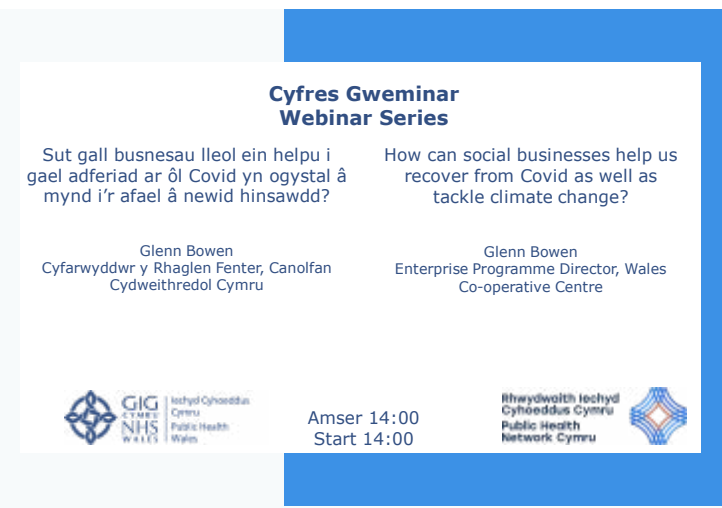 Cyfres Gweminar
Webinar Series
Sut gall busnesau lleol ein helpu i
gael adferiad ar ôl Covid yn ogystal â
mynd i'r afael â newid hinsawdd?
How can social businesses help us
recover from Covid as well as
tackle climate change?
Glenn Bowen
Cyfarwyddwr y Rhaglen Fenter, Canolfan
Cydweithredol Cymru
Glenn Bowen
Enterprise Programme Director, Wales
Co-operative Centre
GIG
CYMRU
NHS
WALES
Iechyd Cyhoeddus
Cymru
Public Health
Wales
Amser 14:00
Start 14:00
Rhwydwaith Iechyd
Cyhoeddus Cymru
Public Health
Network Cymru